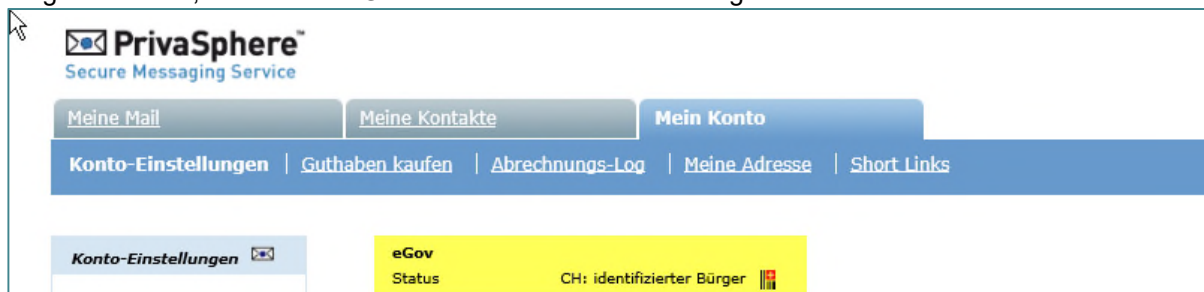 PrivaSphere™
Secure Messaging Service
Meine Mail Meine Kontakte Mein Konto
Konto-Einstellungen | Guthaben kaufen | Abrechnungs-Log | Meine Adresse | Short Links
Konto-Einstellungen
eGov
Status CH: identifizierter Bürger